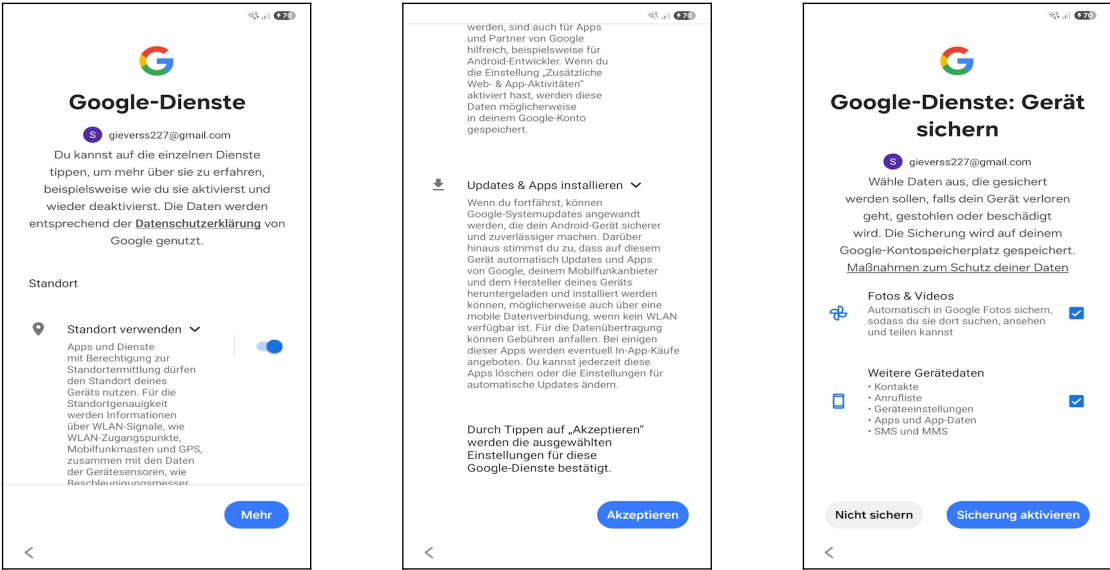 70
Google-Dienste
S gieverss227@gmail.com
Du kannst auf die einzelnen Dienste
tippen, um mehr über sie zu erfahren,
beispielsweise wie du sie aktivierst und
wieder deaktivierst. Die Daten werden
entsprechend der Datenschutzerklärung von
Google genutzt.
Standort
Standort verwenden
Apps und Dienste
mit Berechtigung zur
Standortermittlung dürfen
den Standort deines
Geräts nutzen. Für die
Standortgenauigkeit
werden Informationen
über WLAN-Signale, wie
WLAN-Zugangspunkte,
Mobilfunkmasten und GPS,
zusammen mit den Daten
der Gerätesensoren, wie
Beschleunigungsmesser
Mehr
70
werden, sind auch für Apps
und Partner von Google
hilfreich, beispielsweise für
Android-Entwickler. Wenn du
die Einstellung „Zusätzliche
Web- & App-Aktivitäten“
aktiviert hast, werden diese
Daten möglicherweise
in deinem Google-Konto
gespeichert.
Updates & Apps installieren
Wenn du fortfährst, können
Google-Systemupdates angewandt
werden, die dein Android-Gerät sicherer
und zuverlässiger machen. Darüber
hinaus stimmst du zu, dass auf diesem
Gerät automatisch Updates und Apps
von Google, deinem Mobilfunkanbieter
und dem Hersteller deines Geräts
heruntergeladen und installiert werden
können, möglicherweise auch über eine
mobile Datenverbindung, wenn kein WLAN
verfügbar ist. Für die Datenübertragung
können Gebühren anfallen. Bei einigen
dieser Apps werden eventuell In-App-Käufe
angeboten. Du kannst jederzeit diese
Apps löschen oder die Einstellungen für
automatische Updates ändern.
Durch Tippen auf „Akzeptieren“
werden die ausgewählten
Einstellungen für diese
Google-Dienste bestätigt.
Akzeptieren
70
Google-Dienste: Gerät
sichern
S gieverss227@gmail.com
Wähle Daten aus, die gesichert
werden sollen, falls dein Gerät verloren
geht, gestohlen oder beschädigt
wird. Die Sicherung wird auf deinem
Google-Kontospeicherplatz gespeichert.
Maßnahmen zum Schutz deiner Daten
Fotos & Videos
Automatisch in Google Fotos sichern,
sodass du sie dort suchen, ansehen
und teilen kannst
Weitere Gerätedaten
• Kontakte
• Anrufliste
• Geräteeinstellungen
• Apps und App-Daten
• SMS und MMS
Nicht sichern
Sicherung aktivieren